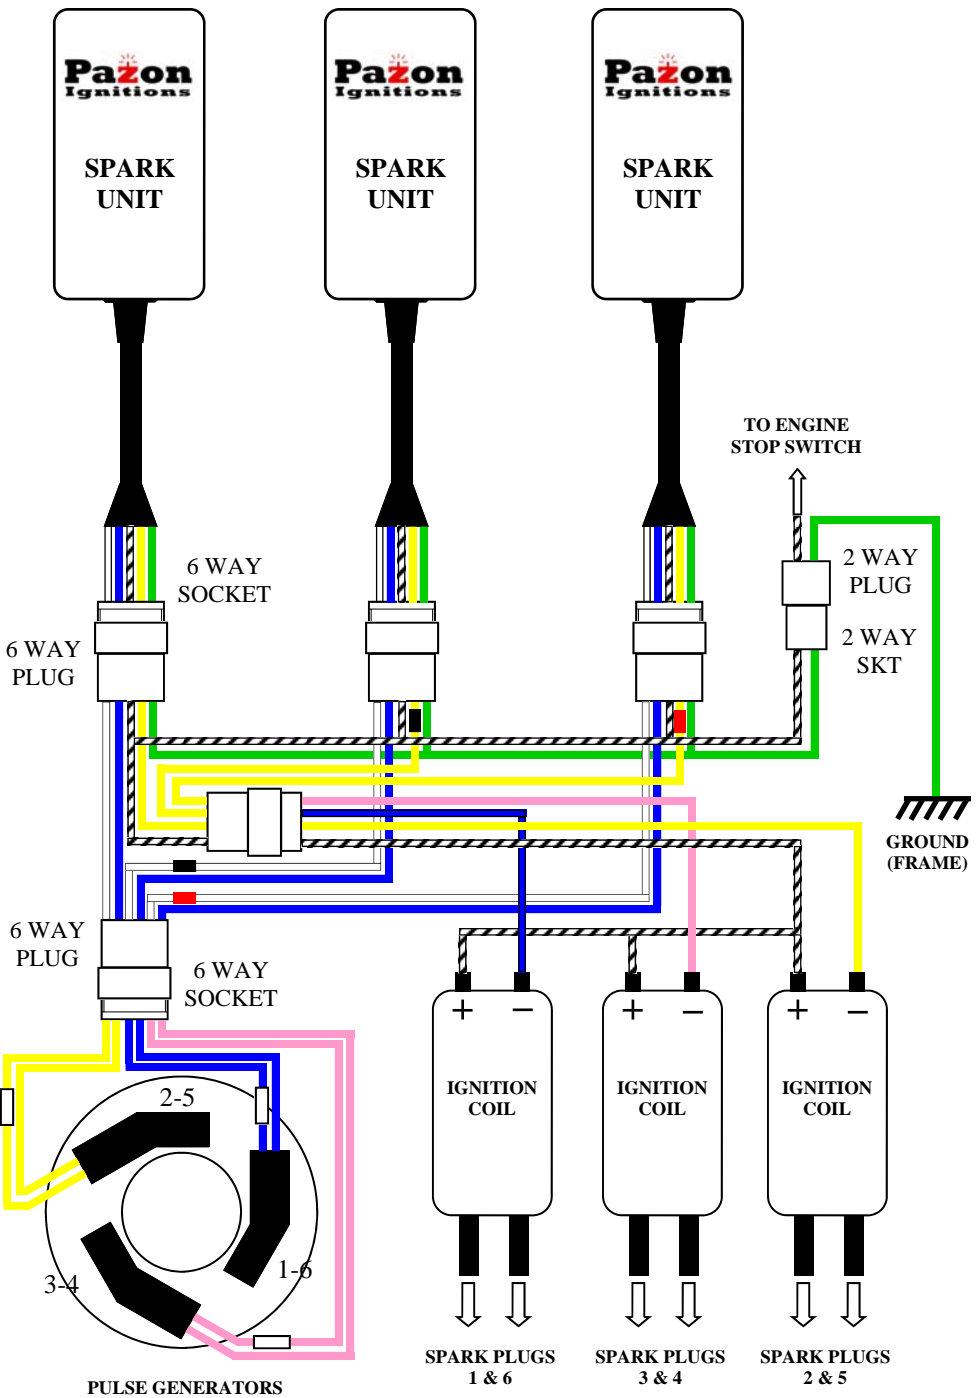 Pazon
Ignitions
SPARK
UNIT
Pazon
Ignitions
SPARK
UNIT
Pazon
Ignitions
SPARK
UNIT
TO ENGINE
STOP SWITCH
6 WAY
SOCKET
2 WAY
PLUG
6 WAY
PLUG
2 WAY
SKT
GROUND
(FRAME)
6 WAY
PLUG
6 WAY
SOCKET
+ −
+ −
+ −
IGNITION
COIL
IGNITION
COIL
IGNITION
COIL
2-5
1-6
3-4
SPARK PLUGS
1 & 6
SPARK PLUGS
3 & 4
SPARK PLUGS
2 & 5
PULSE GENERATORS